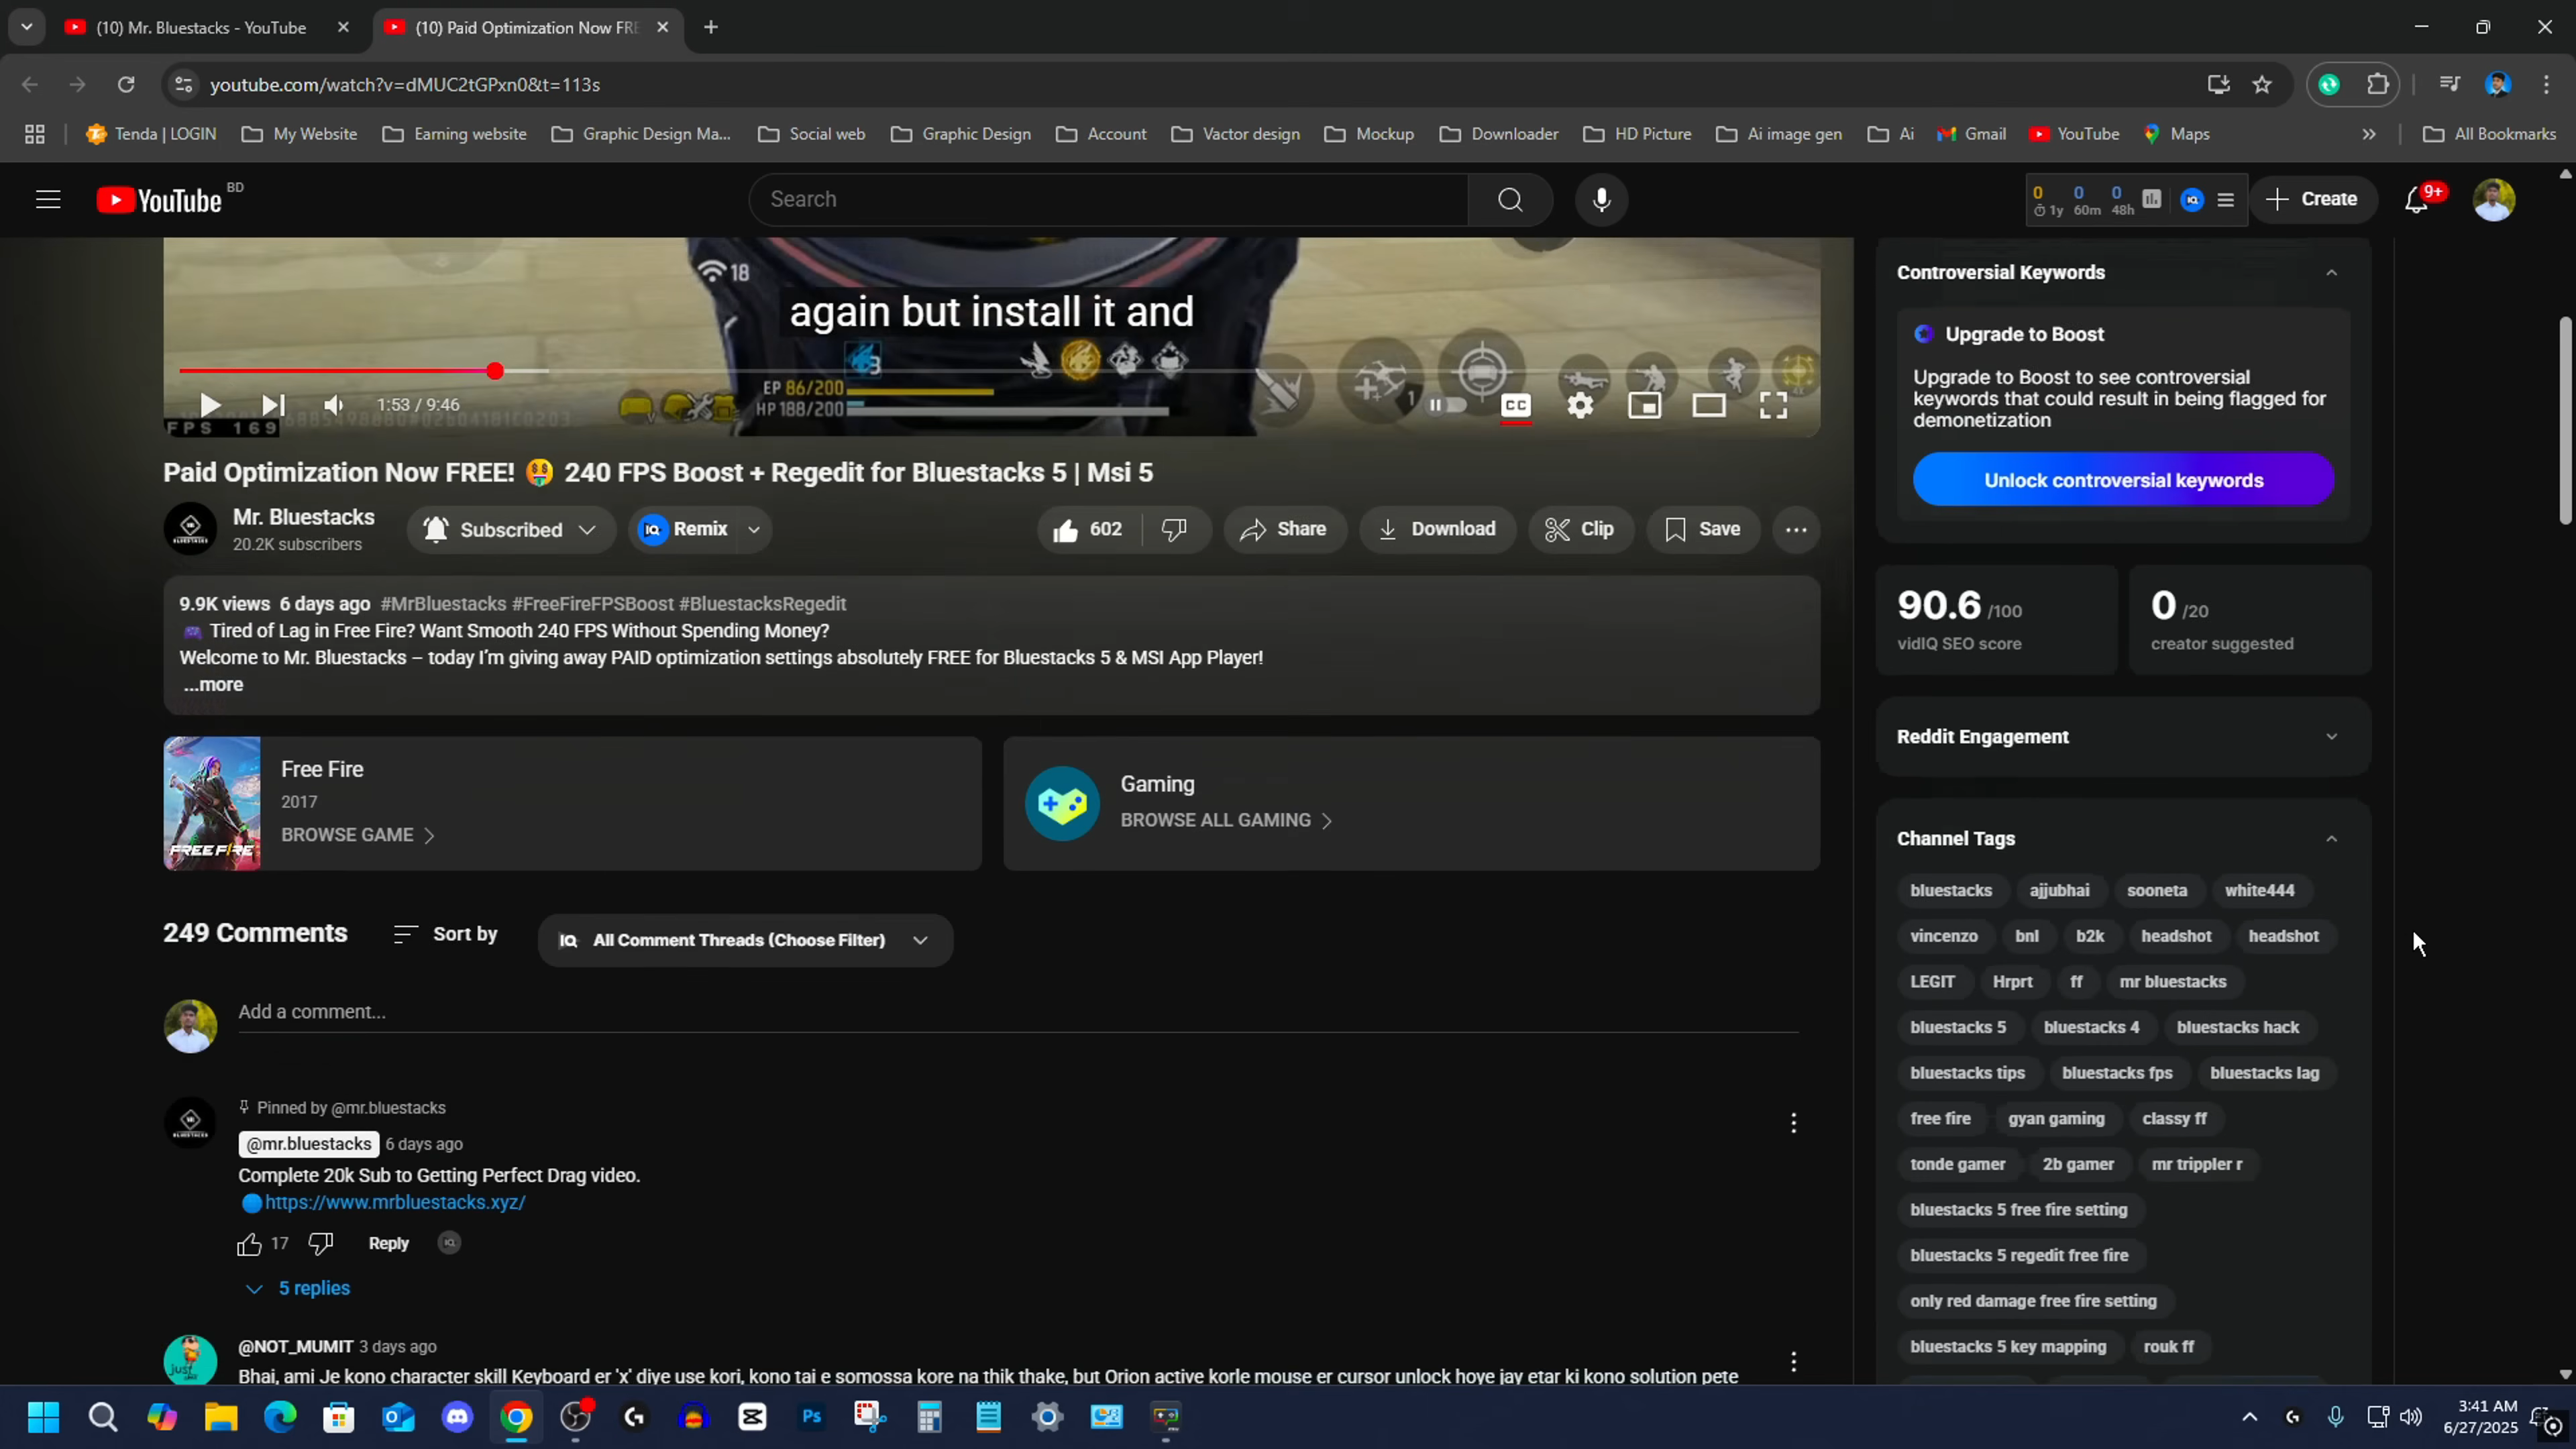 (10) Mr. Bluestacks - YouTube
(10) Paid Optimization Now FRE
youtube.com/watch?v=dMUC2tGPxn0&t=113s
Tenda | LOGIN
My Website
Earning website
Graphic Design Ma...
Social web
Graphic Design
Account
Vactor design
Mockup
Downloader
HD Picture
Ai image gen
Ai
Gmail
YouTube
Maps
All Bookmarks
YouTube BD
Search
0 0 0
1y 60m 48h
Create
9+
18
again but install it and
3
EP 86/200
HP 188/200
1
1:53 / 9:46
CC
FPS 169
Paid Optimization Now FREE! 🤑 240 FPS Boost + Regedit for Bluestacks 5 | Msi 5
Mr. Bluestacks
20.2K subscribers
Subscribed
Remix
602
Share
Download
Clip
Save
9.9K views 6 days ago #MrBluestacks #FreeFireFPSBoost #BluestacksRegedit
🎮 Tired of Lag in Free Fire? Want Smooth 240 FPS Without Spending Money?
Welcome to Mr. Bluestacks – today I'm giving away PAID optimization settings absolutely FREE for Bluestacks 5 & MSI App Player!
...more
FREE FIRE
Free Fire
2017
BROWSE GAME
Gaming
BROWSE ALL GAMING
249 Comments
Sort by
All Comment Threads (Choose Filter)
Add a comment...
Pinned by @mr.bluestacks
@mr.bluestacks 6 days ago
Complete 20k Sub to Getting Perfect Drag video.
🔵https://www.mrbluestacks.xyz/
17
Reply
5 replies
@NOT_MUMIT 3 days ago
Bhai, ami Je kono character skill Keyboard er 'x' diye use kori, kono tai e somossa kore na thik thake, but Orion active korle mouse er cursor unlock hoye jay etar ki kono solution pete
Controversial Keywords
Upgrade to Boost
Upgrade to Boost to see controversial
keywords that could result in being flagged for
demonetization
Unlock controversial keywords
90.6 /100
vidIQ SEO score
0 /20
creator suggested
Reddit Engagement
Channel Tags
bluestacks ajjubhai sooneta white444
vincenzo bnl b2k headshot headshot
LEGIT Hrprt ff mr bluestacks
bluestacks 5 bluestacks 4 bluestacks hack
bluestacks tips bluestacks fps bluestacks lag
free fire gyan gaming classy ff
tonde gamer 2b gamer mr trippler r
bluestacks 5 free fire setting
bluestacks 5 regedit free fire
only red damage free fire setting
bluestacks 5 key mapping rouk ff
Ps
3:41 AM
6/27/2025